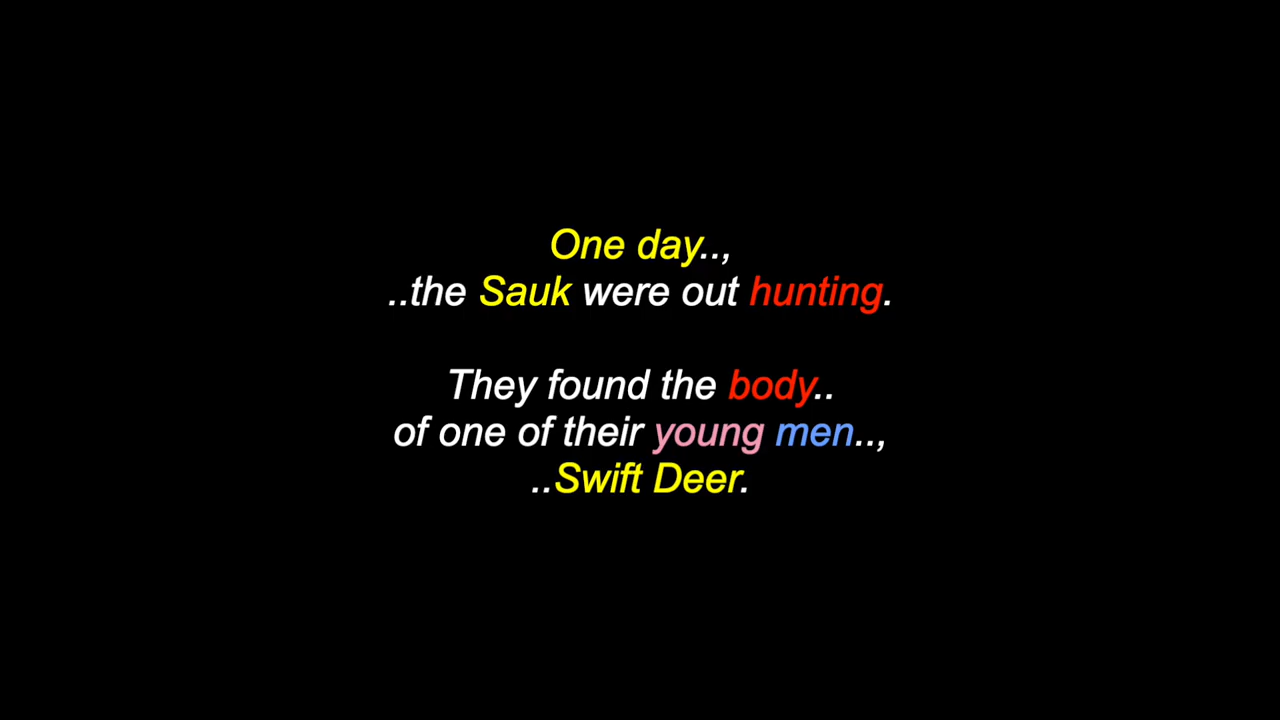 One day..,
..the Sauk were out hunting.
They found the body..
of one of their young men..,
..Swift Deer.